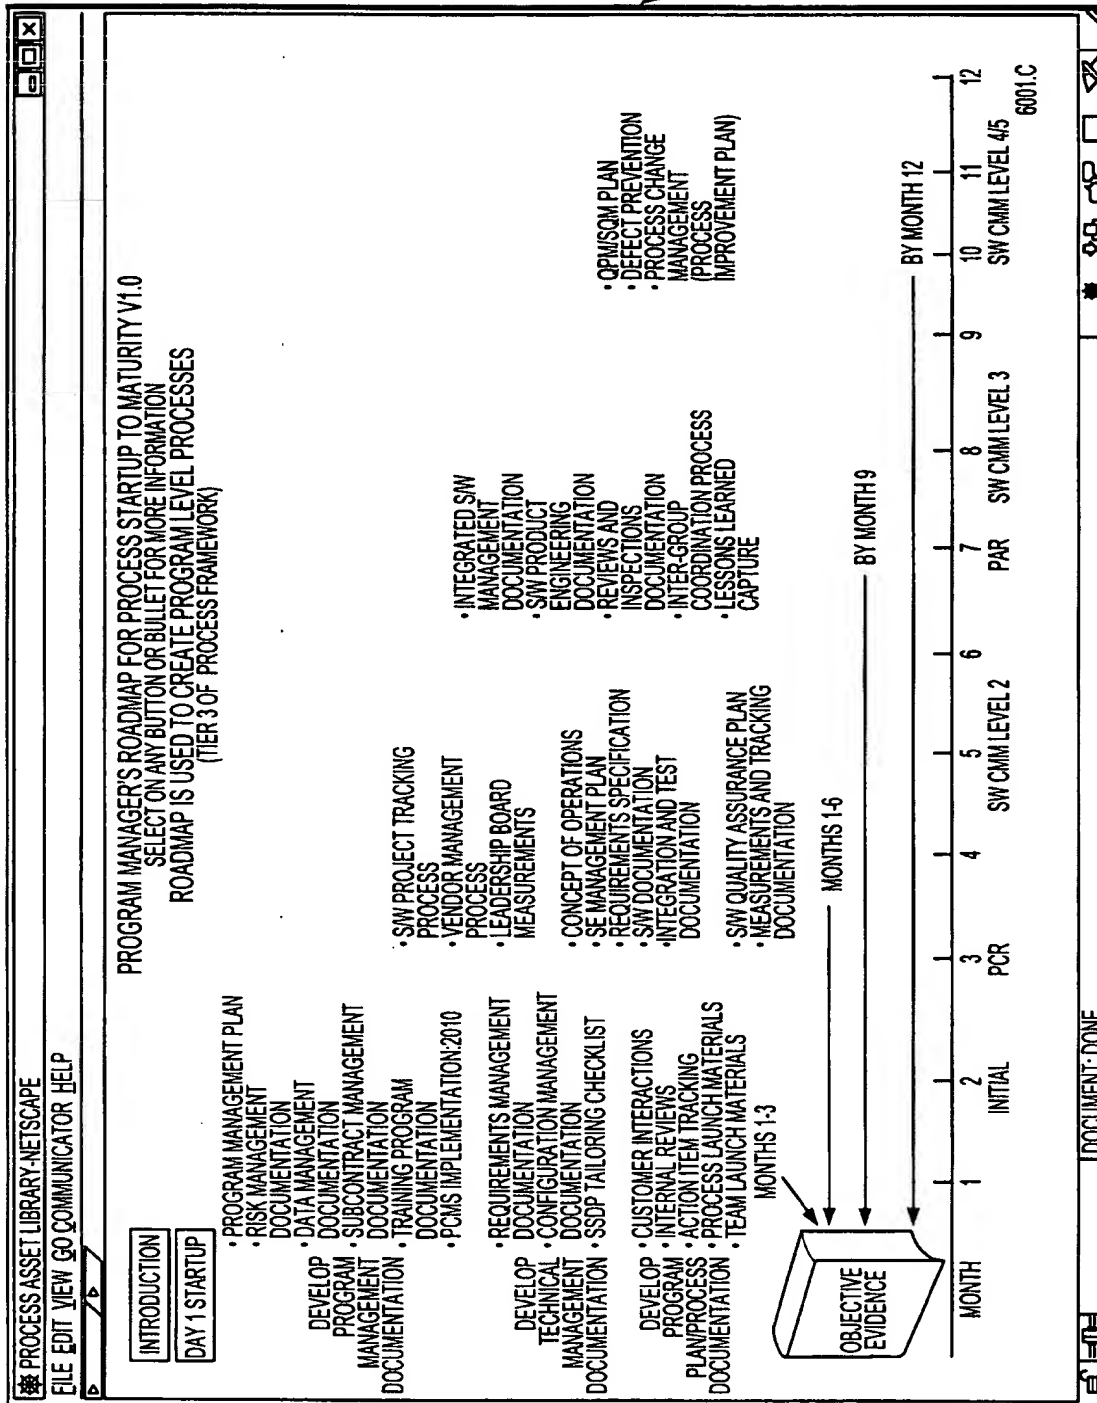 PROCESS ASSET LIBRARY-NETSCAPE
FILE EDIT VIEW GO COMMUNICATOR HELP
INTRODUCTION
DAY 1 STARTUP
PROGRAM MANAGER'S ROADMAP FOR PROCESS STARTUP TO MATURITY V1.0
SELECT ON ANY BUTTON OR BULLET FOR MORE INFORMATION
ROADMAP IS USED TO CREATE PROGRAM LEVEL PROCESSES
(TIER 3 OF PROCESS FRAMEWORK)
DEVELOP
PROGRAM
MANAGEMENT
DOCUMENTATION
• PROGRAM MANAGEMENT PLAN
• RISK MANAGEMENT
DOCUMENTATION
• DATA MANAGEMENT
DOCUMENTATION
• SUBCONTRACT MANAGEMENT
DOCUMENTATION
• TRAINING PROGRAM
DOCUMENTATION
• PCMS IMPLEMENTATION:2010
• S/W PROJECT TRACKING
PROCESS
• VENDOR MANAGEMENT
PROCESS
• LEADERSHIP BOARD
MEASUREMENTS
DEVELOP
TECHNICAL
MANAGEMENT
DOCUMENTATION
• REQUIREMENTS MANAGEMENT
DOCUMENTATION
• CONFIGURATION MANAGEMENT
DOCUMENTATION
• SSDP TAILORING CHECKLIST
• CONCEPT OF OPERATIONS
• SE MANAGEMENT PLAN
• REQUIREMENTS SPECIFICATION
• S/W DOCUMENTATION
• INTEGRATION AND TEST
DOCUMENTATION
• INTEGRATED S/W
MANAGEMENT
DOCUMENTATION
• S/W PRODUCT
ENGINEERING
DOCUMENTATION
• REVIEWS AND
INSPECTIONS
DOCUMENTATION
• INTER-GROUP
COORDINATION PROCESS
• LESSONS LEARNED
CAPTURE
• QPM/SQM PLAN
• DEFECT PREVENTION
• PROCESS CHANGE
MANAGEMENT
(PROCESS
IMPROVEMENT PLAN)
DEVELOP
PROGRAM
PLAN/PROCESS
DOCUMENTATION
• CUSTOMER INTERACTIONS
• INTERNAL REVIEWS
• ACTION ITEM TRACKING
• PROCESS LAUNCH MATERIALS
• TEAM LAUNCH MATERIALS
• S/W QUALITY ASSURANCE PLAN
• MEASUREMENTS AND TRACKING
DOCUMENTATION
MONTHS 1-3
MONTHS 1-6
BY MONTH 9
BY MONTH 12
OBJECTIVE
EVIDENCE
MONTH 1 2 3 4 5 6 7 8 9 10 11 12
INITIAL PCR SW CMM LEVEL 2 PAR SW CMM LEVEL 3 SW CMM LEVEL 4/5
6001.C
DOCUMENT: DONE